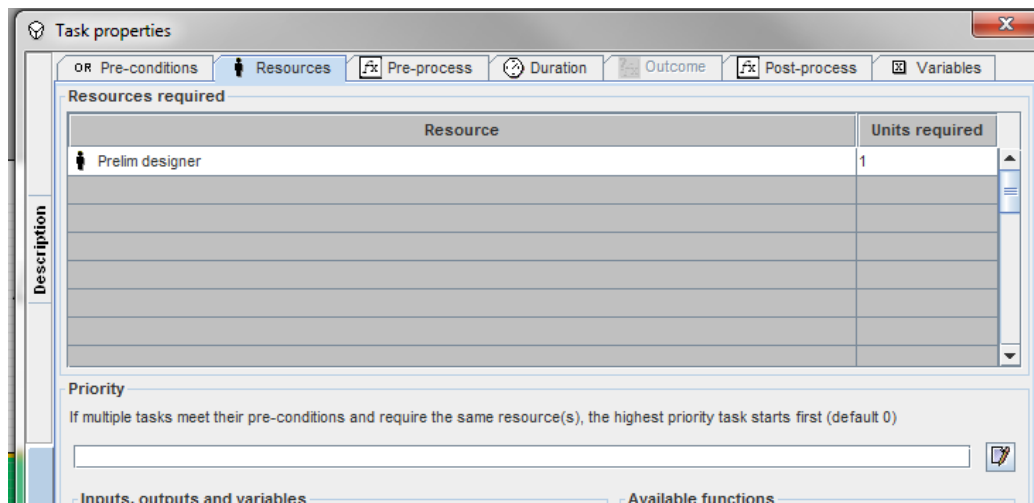 Task properties
OR Pre-conditions Resources fx Pre-process Duration Outcome fx Post-process X Variables
Resources required
Resource Units required
Prelim designer 1
Description
Priority
If multiple tasks meet their pre-conditions and require the same resource(s), the highest priority task starts first (default 0)
Inputs, outputs and variables Available functions